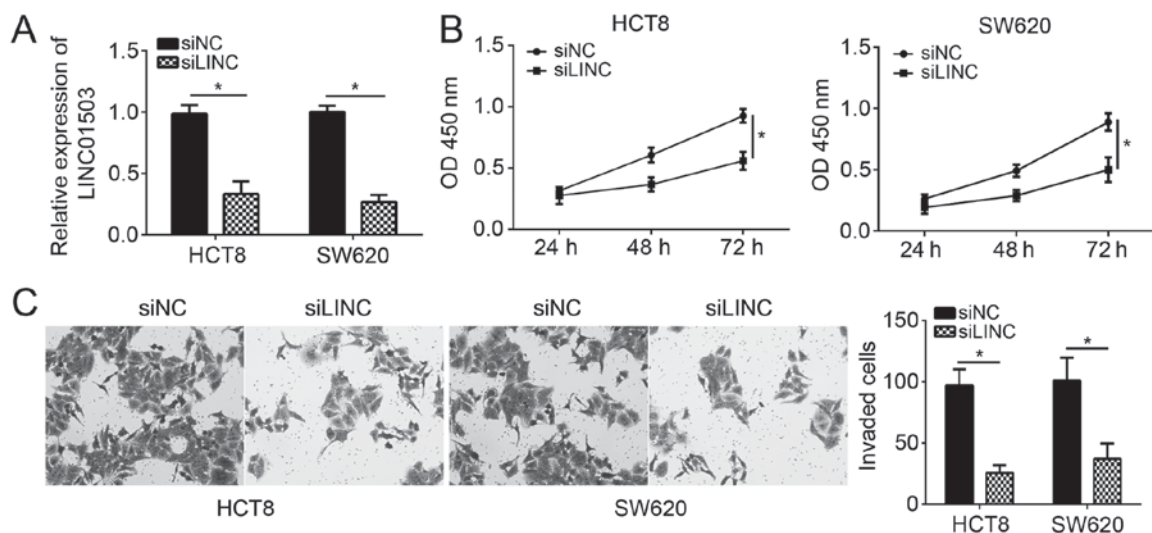 A
Relative expression of
LINC01503
1.5
1.0
0.5
0.0
siNC
siLINC
*
*
HCT8
SW620
B
HCT8
OD 450 nm
1.5
1.0
0.5
0.0
siNC
siLINC
*
24 h
48 h
72 h
SW620
OD 450 nm
1.5
1.0
0.5
0.0
siNC
siLINC
*
24 h
48 h
72 h
C
siNC
siLINC
siNC
siLINC
HCT8
SW620
Invaded cells
150
100
50
0
siNC
siLINC
*
*
HCT8
SW620